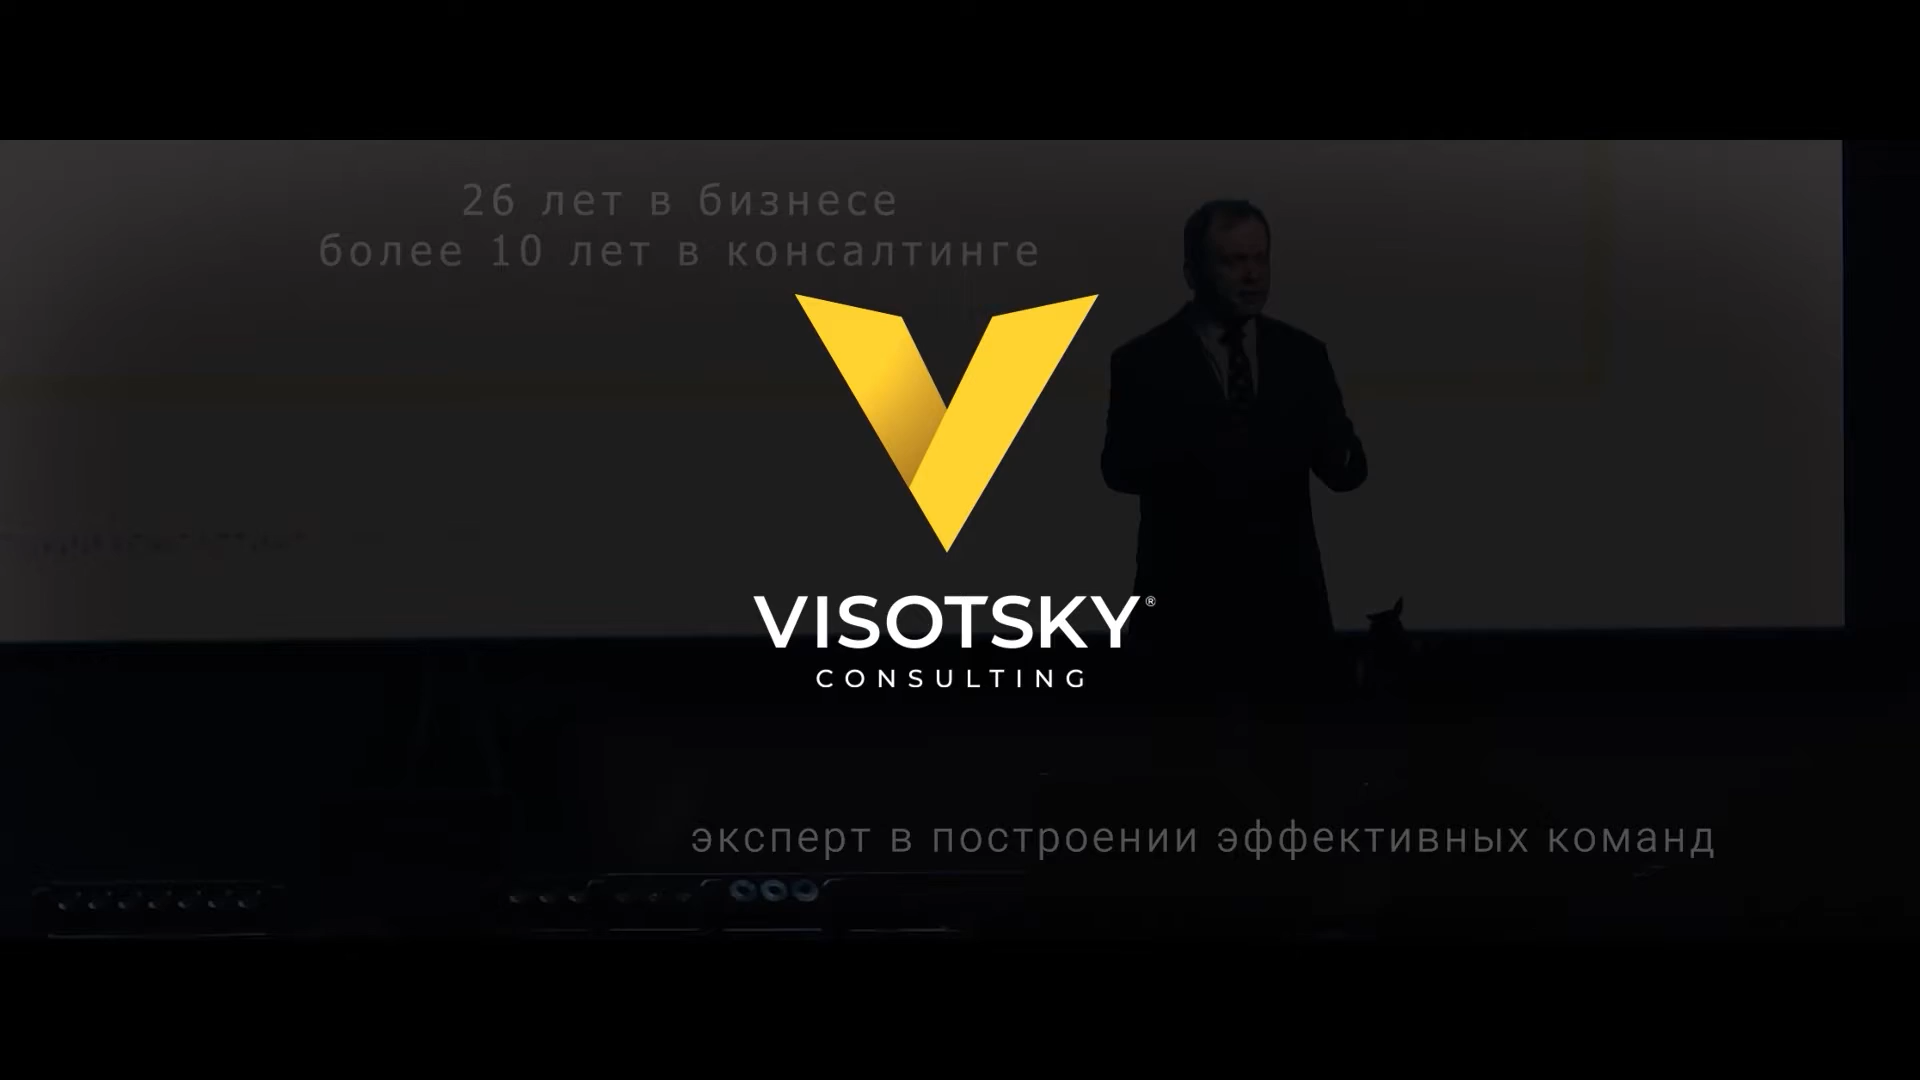 26 лет в бизнесе
более 10 лет в консалтинге
VISOTSKY®
CONSULTING
эксперт в построении эффективных команд